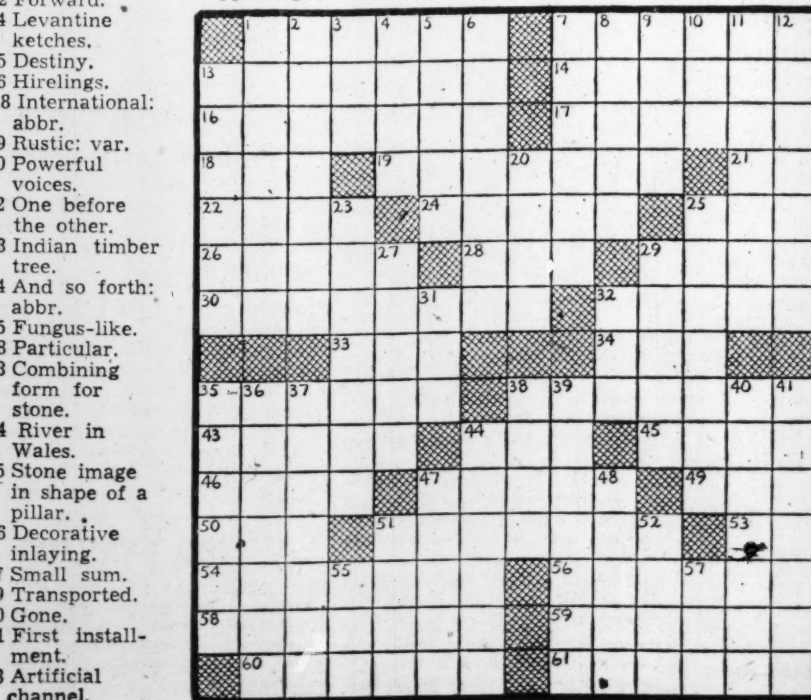 2 Forward.
4 Levantine
ketches.
5 Destiny.
6 Hirelings.
8 International:
abbr.
9 Rustic: var.
0 Powerful
voices.
2 One before
the other.
3 Indian timber
tree.
4 And so forth:
abbr.
5 Fungus-like.
8 Particular.
3 Combining
form for
stone.
4 River in
Wales.
5 Stone image
in shape of a
pillar.
6 Decorative
inlaying.
7 Small sum.
9 Transported.
0 Gone.
1 First install-
ment.
3 Artificial
channel.
1 2 3 4 5 6 7 8 9 10 11 12
13 14
16 17
18 19 20 21
22 23 24 25
26 27 28 29
30 31 32
33 34
35 36 37 38 39 40 41
43 44 45
46 47 48 49
50 51 52 53
54 55 56 57
58 59
60 61